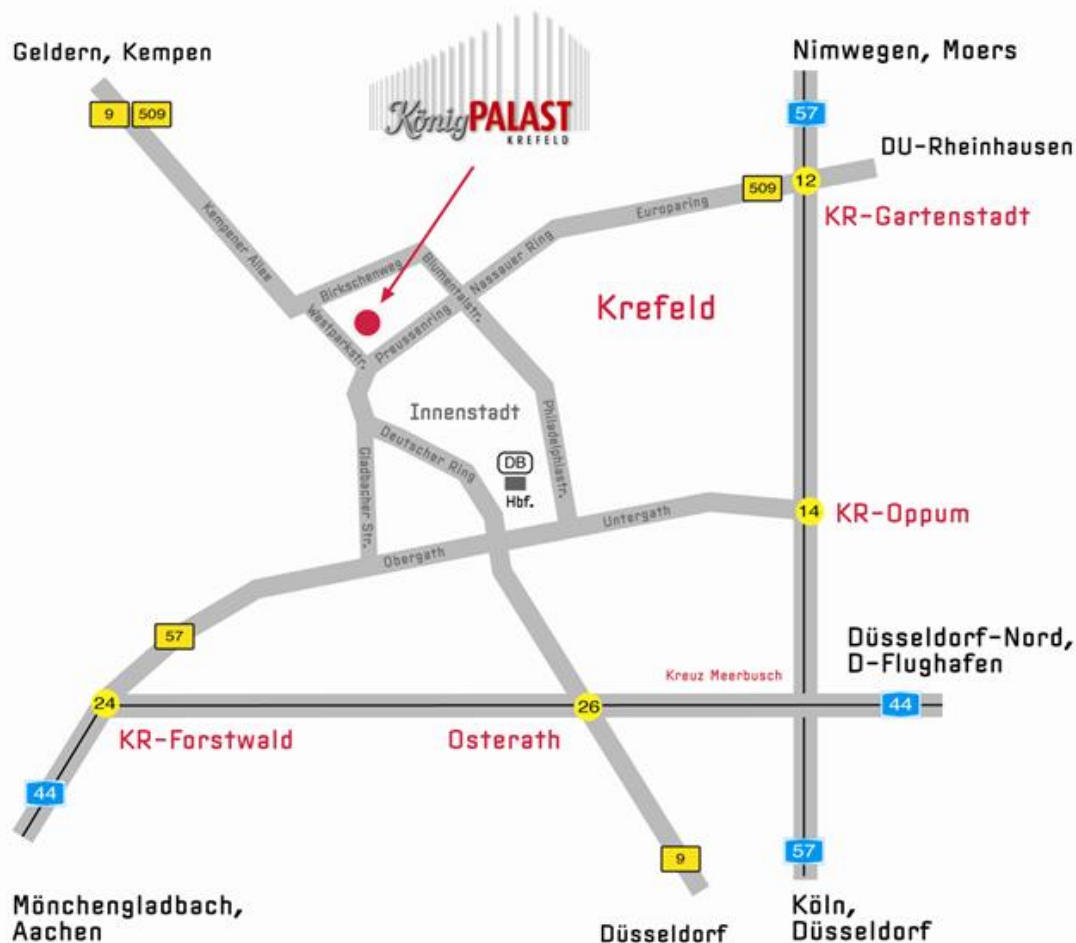 Geldern, Kempen
9
509
KönigPALAST
KREFELD
Nimwegen, Moers
57
DU-Rheinhausen
509
12
KR-Gartenstadt
Europaring
Nassauer Ring
Kempener Allee
Birkschenweg
Blumentalstr.
Westparkstr.
Preussenring
Krefeld
Innenstadt
Deutscher Ring
Gladbacher Str.
Philadelphiastr.
DB
Hbf.
Untergath
Obergath
14
KR-Oppum
57
Düsseldorf-Nord,
D-Flughafen
Kreuz Meerbusch
24
26
44
KR-Forstwald
Osterath
44
9
57
Mönchengladbach,
Aachen
Düsseldorf
Köln,
Düsseldorf